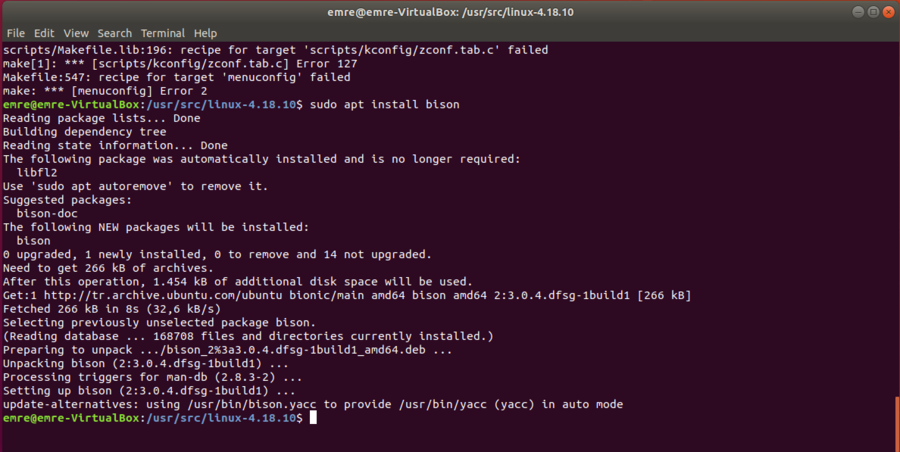 emre@emre-VirtualBox: /usr/src/linux-4.18.10
File Edit View Search Terminal Help
scripts/Makefile.lib:196: recipe for target 'scripts/kconfig/zconf.tab.c' failed
make[1]: *** [scripts/kconfig/zconf.tab.c] Error 127
Makefile:547: recipe for target 'menuconfig' failed
make: *** [menuconfig] Error 2
emre@emre-VirtualBox:/usr/src/linux-4.18.10$ sudo apt install bison
Reading package lists... Done
Building dependency tree
Reading state information... Done
The following package was automatically installed and is no longer required:
  libfl2
Use 'sudo apt autoremove' to remove it.
Suggested packages:
  bison-doc
The following NEW packages will be installed:
  bison
0 upgraded, 1 newly installed, 0 to remove and 14 not upgraded.
Need to get 266 kB of archives.
After this operation, 1.454 kB of additional disk space will be used.
Get:1 http://tr.archive.ubuntu.com/ubuntu bionic/main amd64 bison amd64 2:3.0.4.dfsg-1build1 [266 kB]
Fetched 266 kB in 8s (32,6 kB/s)
Selecting previously unselected package bison.
(Reading database ... 168708 files and directories currently installed.)
Preparing to unpack .../bison_2%3a3.0.4.dfsg-1build1_amd64.deb ...
Unpacking bison (2:3.0.4.dfsg-1build1) ...
Processing triggers for man-db (2.8.3-2) ...
Setting up bison (2:3.0.4.dfsg-1build1) ...
update-alternatives: using /usr/bin/bison.yacc to provide /usr/bin/yacc (yacc) in auto mode
emre@emre-VirtualBox:/usr/src/linux-4.18.10$